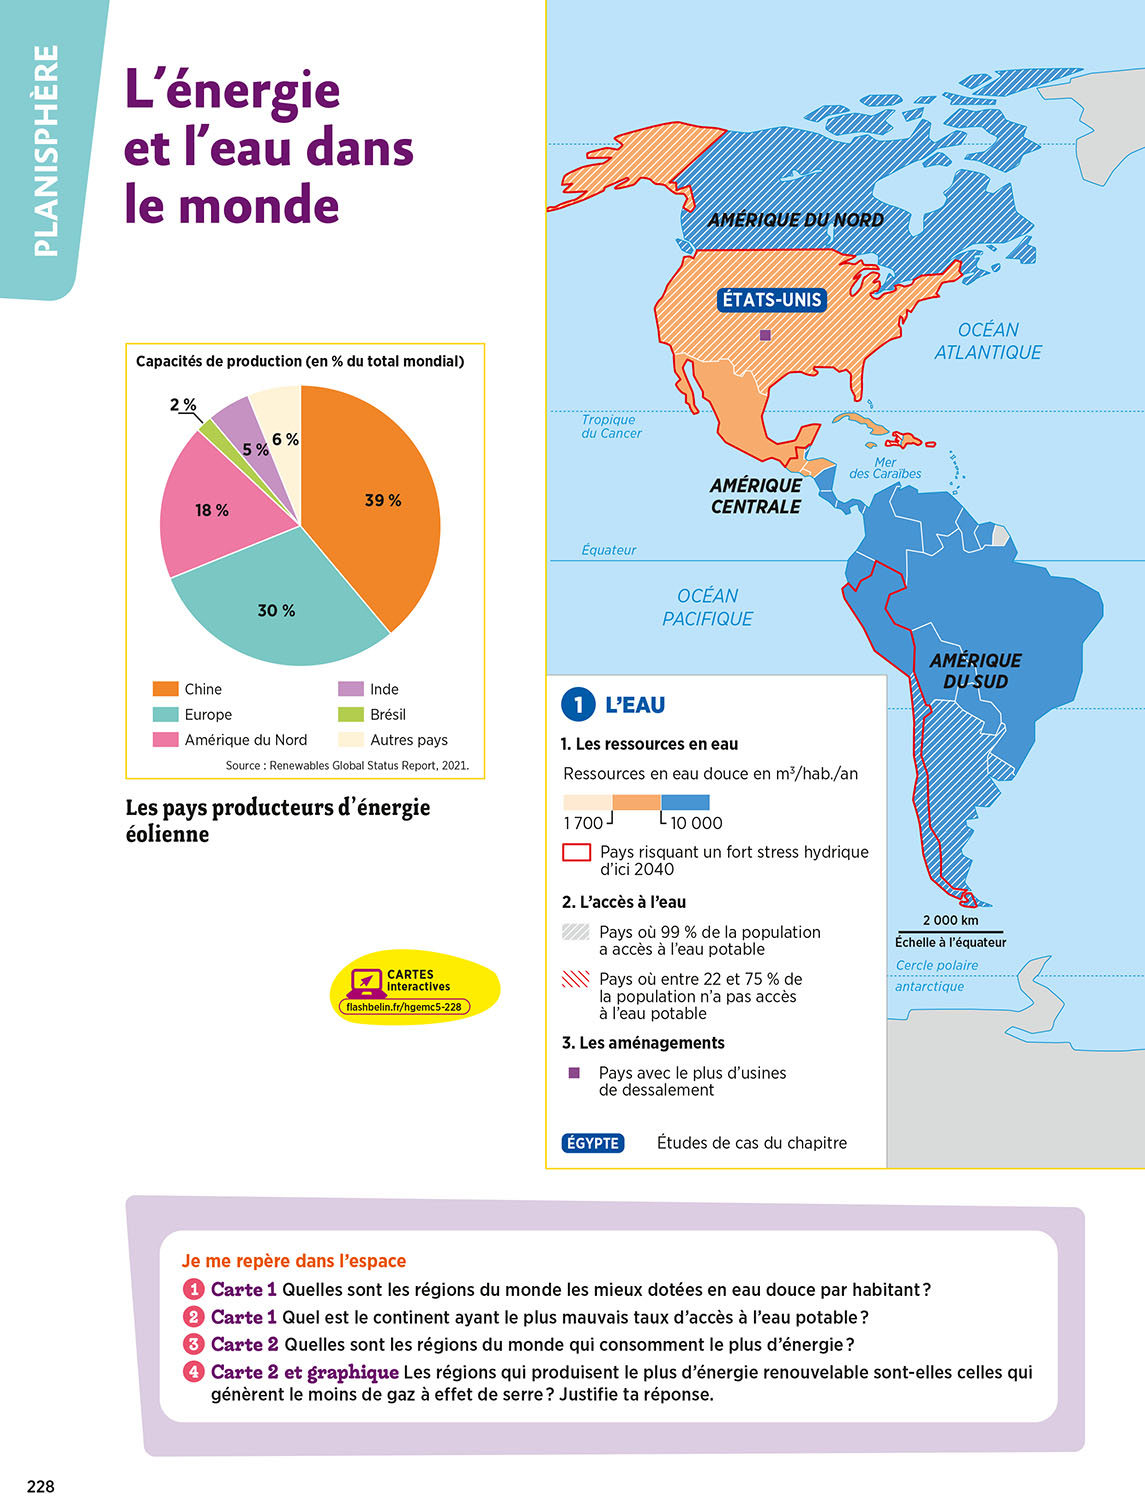 PLANISPHÈRE
L'énergie
et l'eau dans
le monde
Capacités de production (en % du total mondial)
2 %
5 %
6 %
39 %
18 %
30 %
Chine
Inde
Europe
Brésil
Amérique du Nord
Autres pays
Source : Renewables Global Status Report, 2021.
Les pays producteurs d'énergie
éolienne
CARTES
interactives
flashbelin.fr/hgemc5-228
AMÉRIQUE DU NORD
ÉTATS-UNIS
OCÉAN
ATLANTIQUE
Tropique
du Cancer
Mer
des Caraïbes
AMÉRIQUE
CENTRALE
Équateur
OCÉAN
PACIFIQUE
AMÉRIQUE
DU SUD
1 L'EAU
1. Les ressources en eau
Ressources en eau douce en m³/hab./an
1 700
10 000
Pays risquant un fort stress hydrique
d'ici 2040
2. L'accès à l'eau
Pays où 99 % de la population
a accès à l'eau potable
Pays où entre 22 et 75 % de
la population n'a pas accès
à l'eau potable
3. Les aménagements
Pays avec le plus d'usines
de dessalement
ÉGYPTE Études de cas du chapitre
2 000 km
Échelle à l'équateur
Cercle polaire
antarctique
Je me repère dans l'espace
1 Carte 1 Quelles sont les régions du monde les mieux dotées en eau douce par habitant ?
2 Carte 1 Quel est le continent ayant le plus mauvais taux d'accès à l'eau potable ?
3 Carte 2 Quelles sont les régions du monde qui consomment le plus d'énergie ?
4 Carte 2 et graphique Les régions qui produisent le plus d'énergie renouvelable sont-elles celles qui
génèrent le moins de gaz à effet de serre ? Justifie ta réponse.
228